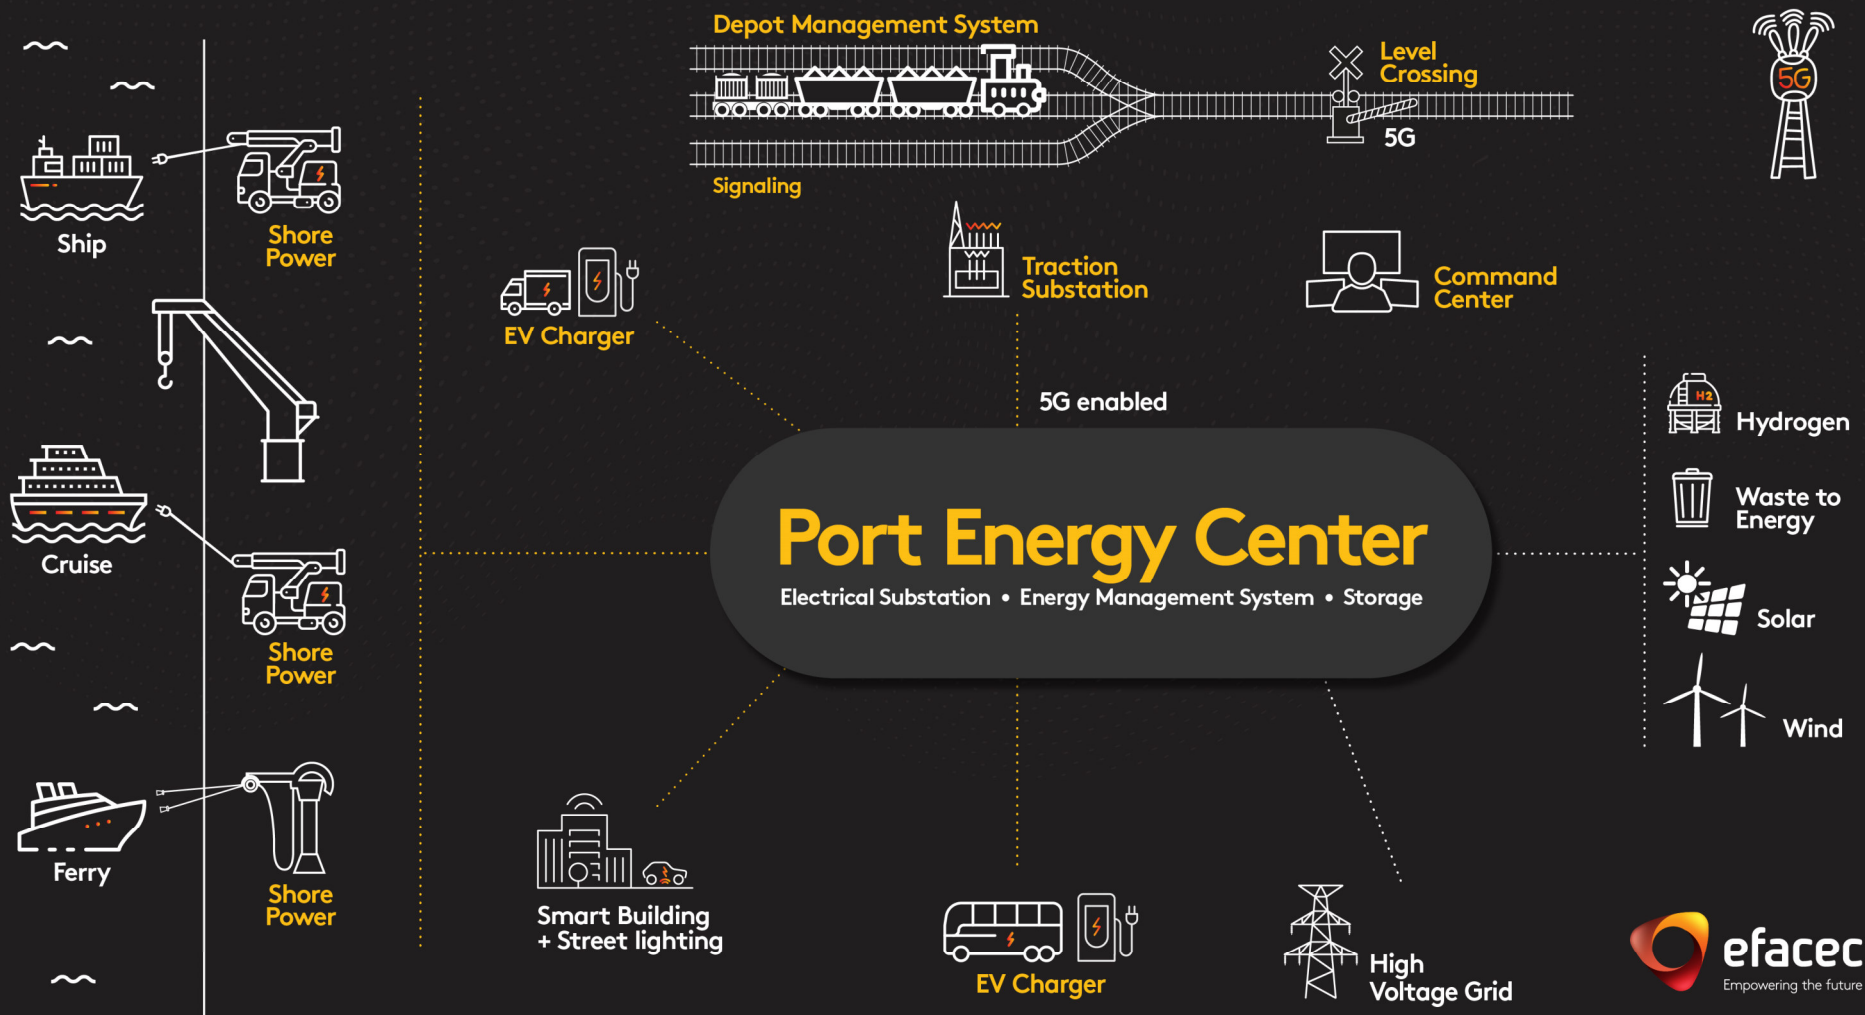 Depot Management System
Level
Crossing
5G
5G
Signaling
Ship
Shore
Power
EV Charger
Traction
Substation
Command
Center
5G enabled
H2
Hydrogen
Waste to
Energy
Solar
Wind
Port Energy Center
Electrical Substation • Energy Management System • Storage
Cruise
Shore
Power
Ferry
Shore
Power
Smart Building
+ Street lighting
EV Charger
High
Voltage Grid
efacec
Empowering the future